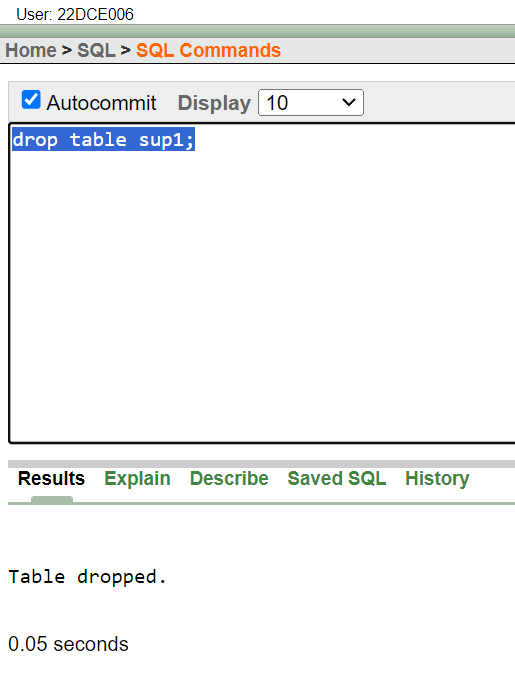 User: 22DCE006
Home > SQL > SQL Commands
Autocommit Display 10
drop table sup1;
Results Explain Describe Saved SQL History
Table dropped.
0.05 seconds